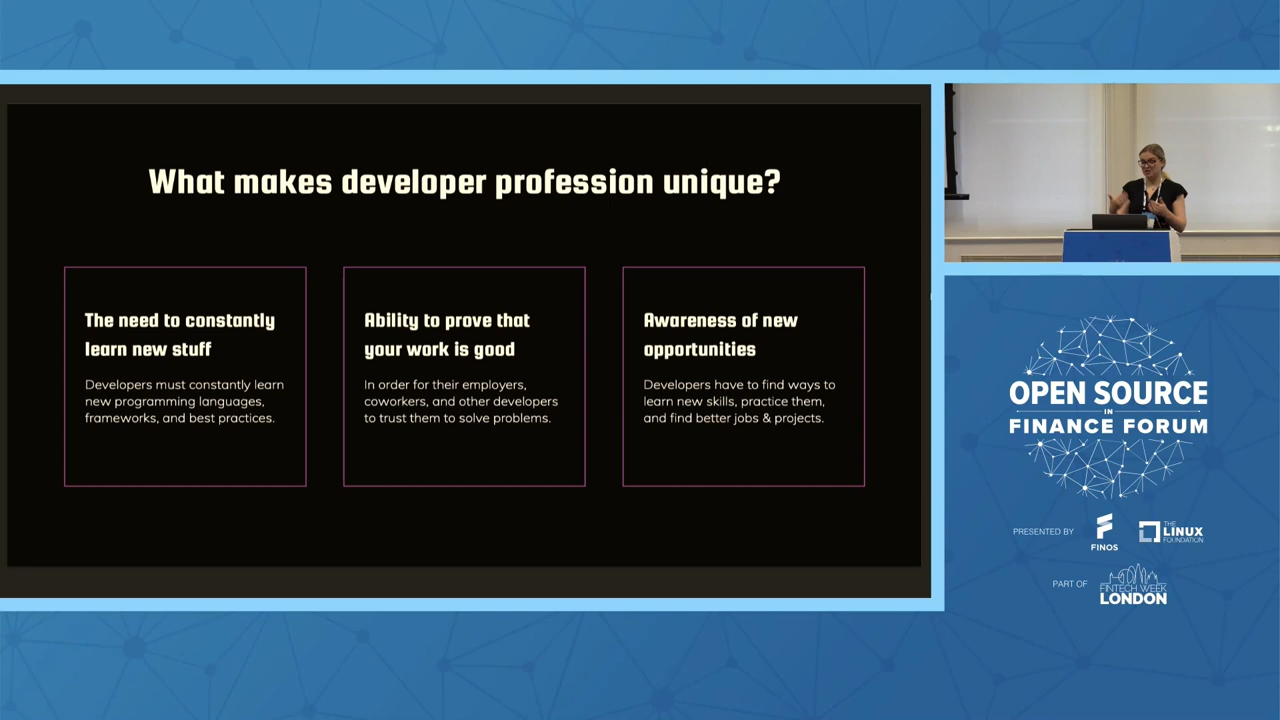 What makes developer profession unique?
The need to constantly
learn new stuff
Developers must constantly learn
new programming languages,
frameworks, and best practices.
Ability to prove that
your work is good
In order for their employers,
coworkers, and other developers
to trust them to solve problems.
Awareness of new
opportunities
Developers have to find ways to
learn new skills, practice them,
and find better jobs & projects.
OPEN SOURCE
IN
FINANCE FORUM
PRESENTED BY
FINOS
THE
LINUX
FOUNDATION
PART OF
FINTECH WEEK
LONDON